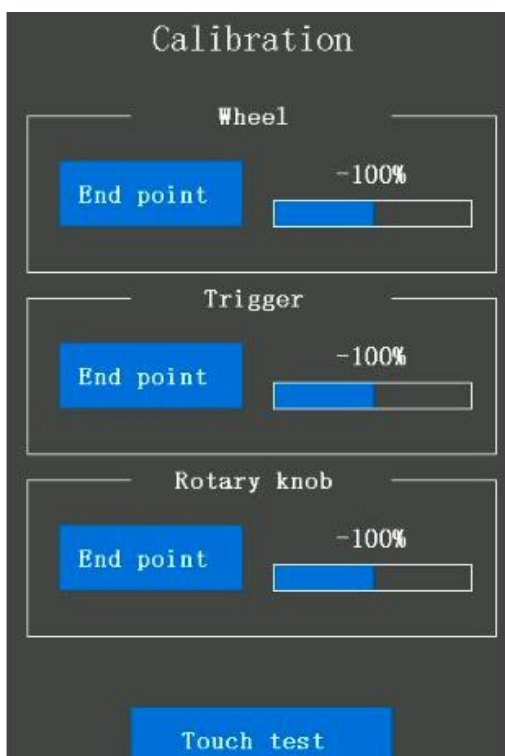 Calibration
Wheel
End point
-100%
Trigger
End point
-100%
Rotary knob
End point
-100%
Touch test